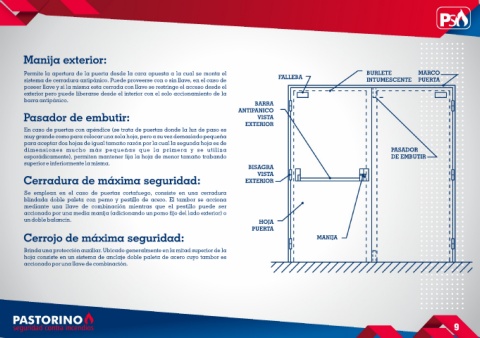 PS
Manija exterior:
Permite la apertura de la puerta desde la cara opuesta a la cual se monta el
sistema de cerradura antipánico. Puede proveerse con o sin llave, en el caso de
poseer llave y si la misma esta cerrada con llave se restringe el acceso desde el
exterior pero puede liberarse desde el interior con el solo accionamiento de la
barra antipánico.
Pasador de embutir:
En caso de puertas con apéndice (se trata de puertas donde la luz de paso es
muy grande como para colocar una sola hoja, pero a su vez demasiado pequeña
para aceptar dos hojas de igual tamaño razón por la cual la segunda hoja es de
dimensiones mucho más pequeñas que la primera y se utiliza
esporádicamente), permiten mantener fija la hoja de menor tamaño trabando
superior e inferiormente la misma.
Cerradura de máxima seguridad:
Se emplean en el caso de puertas cortafuego, consiste en una cerradura
blindada doble paleta con perno y pestillo de acero. El tambor se acciona
mediante una llave de combinación mientras que el pestillo puede ser
accionado por una media manija (adicionando un pomo fijo del lado exterior) o
un doble balancín.
Cerrojo de máxima seguridad:
Brinda una protección auxiliar. Ubicado generalmente en la mitad superior de la
hoja consiste en un sistema de anclaje doble paleta de acero cuyo tambor es
accionado por una llave de combinación.
FALLEBA
BURLETE
INTUMESCENTE
MARCO
PUERTA
BARRA
ANTIPANICO
VISTA
EXTERIOR
PASADOR
DE EMBUTIR
BISAGRA
VISTA
EXTERIOR
HOJA
PUERTA
MANIJA
PASTORINO
seguridad contra incendios
9